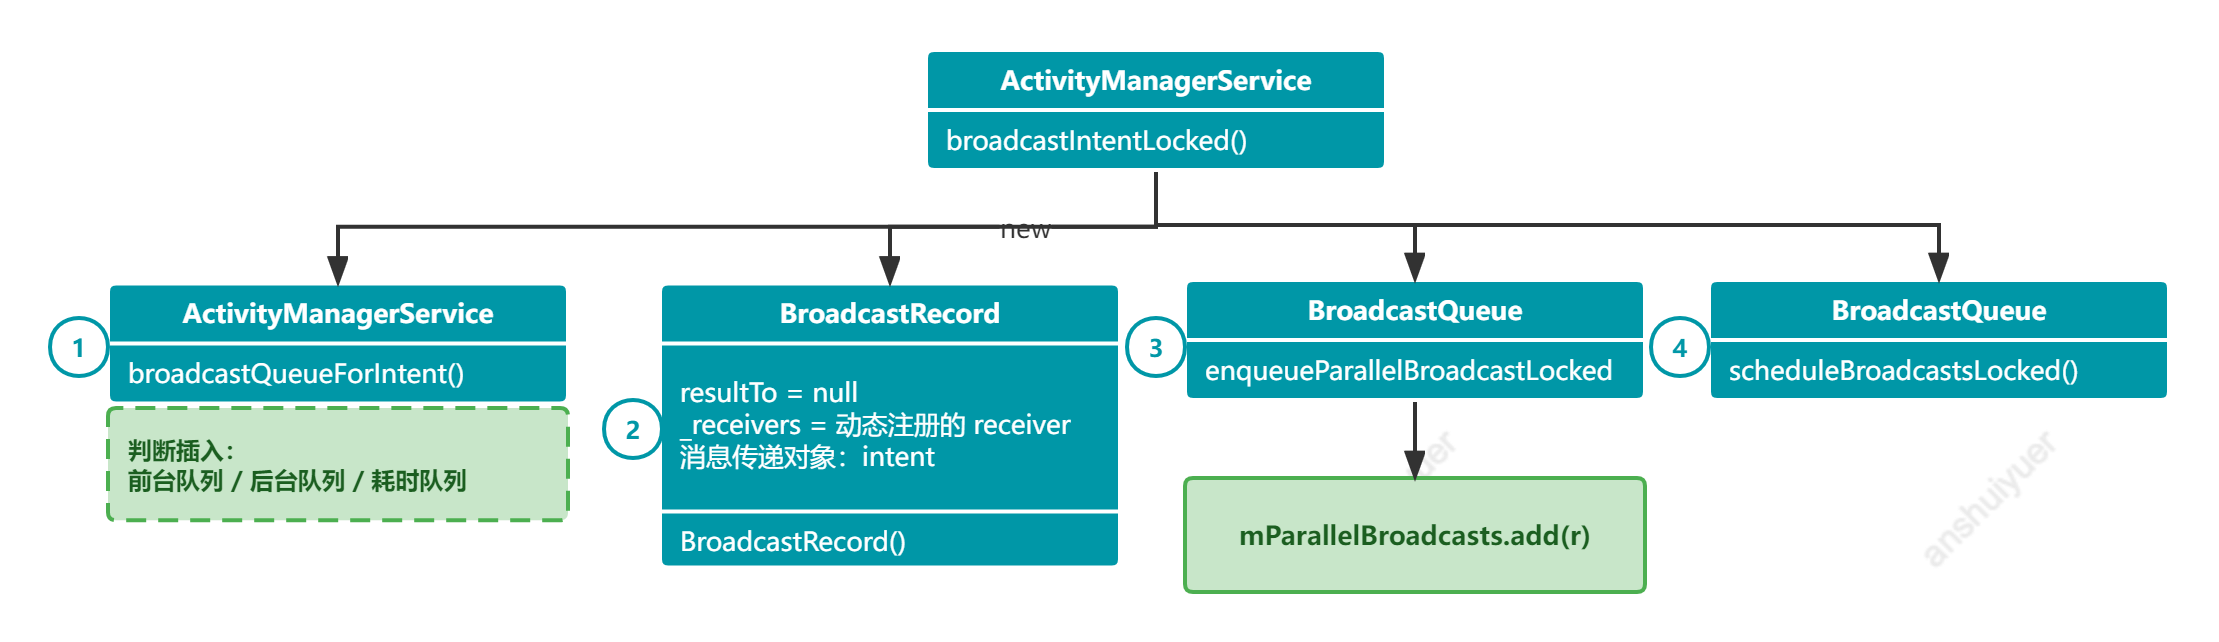 ActivityManagerService
broadcastIntentLocked()
new
1
ActivityManagerService
broadcastQueueForIntent()
判断插入：
前台队列 / 后台队列 / 耗时队列
2
BroadcastRecord
resultTo = null
_receivers = 动态注册的 receiver
消息传递对象：intent
BroadcastRecord()
3
BroadcastQueue
enqueueParallelBroadcastLocked
mParallelBroadcasts.add(r)
4
BroadcastQueue
scheduleBroadcastsLocked()
anshuiyuer